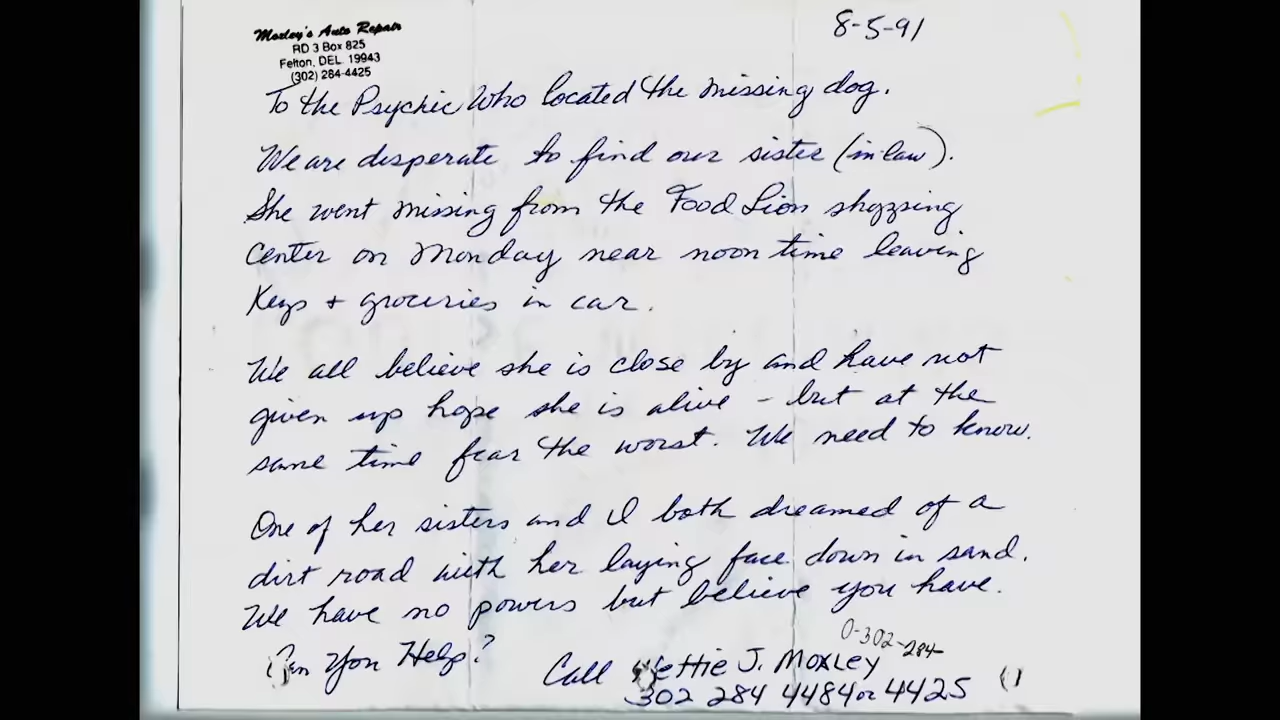 Moxley's Auto Repair
RD 3 Box 825
Felton, DEL. 19943
(302) 284-4425
8-5-91
To the Psychic Who located the missing dog.
We are desperate to find our sister (in-law).
She went missing from the Food Lion shopping
Center on Monday near noon time leaving
Keys + groceries in car.
We all believe she is close by and have not
given up hope she is alive - but at the
same time fear the worst. We need to know.
One of her sisters and I both dreamed of a
dirt road with her laying face down in sand.
We have no powers but believe you have.
Can You Help?
0-302-284-
Call Nettie J. Moxley
302 284 4484 or 4425